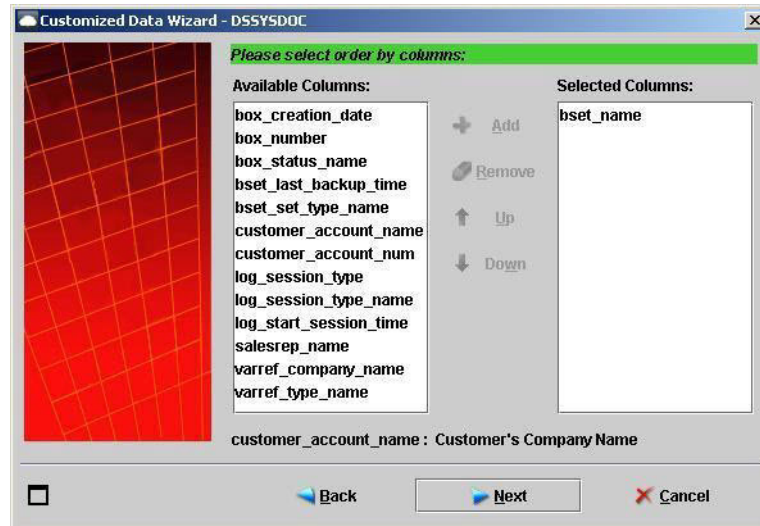 Customized Data Wizard - DSSYSDOC
Please select order by columns:
Available Columns:
Selected Columns:
box_creation_date
box_number
box_status_name
bset_last_backup_time
bset_set_type_name
customer_account_name
customer_account_num
log_session_type
log_session_type_name
log_start_session_time
salesrep_name
varref_company_name
varref_type_name
Add
Remove
Up
Down
bset_name
customer_account_name : Customer's Company Name
Back
Next
Cancel